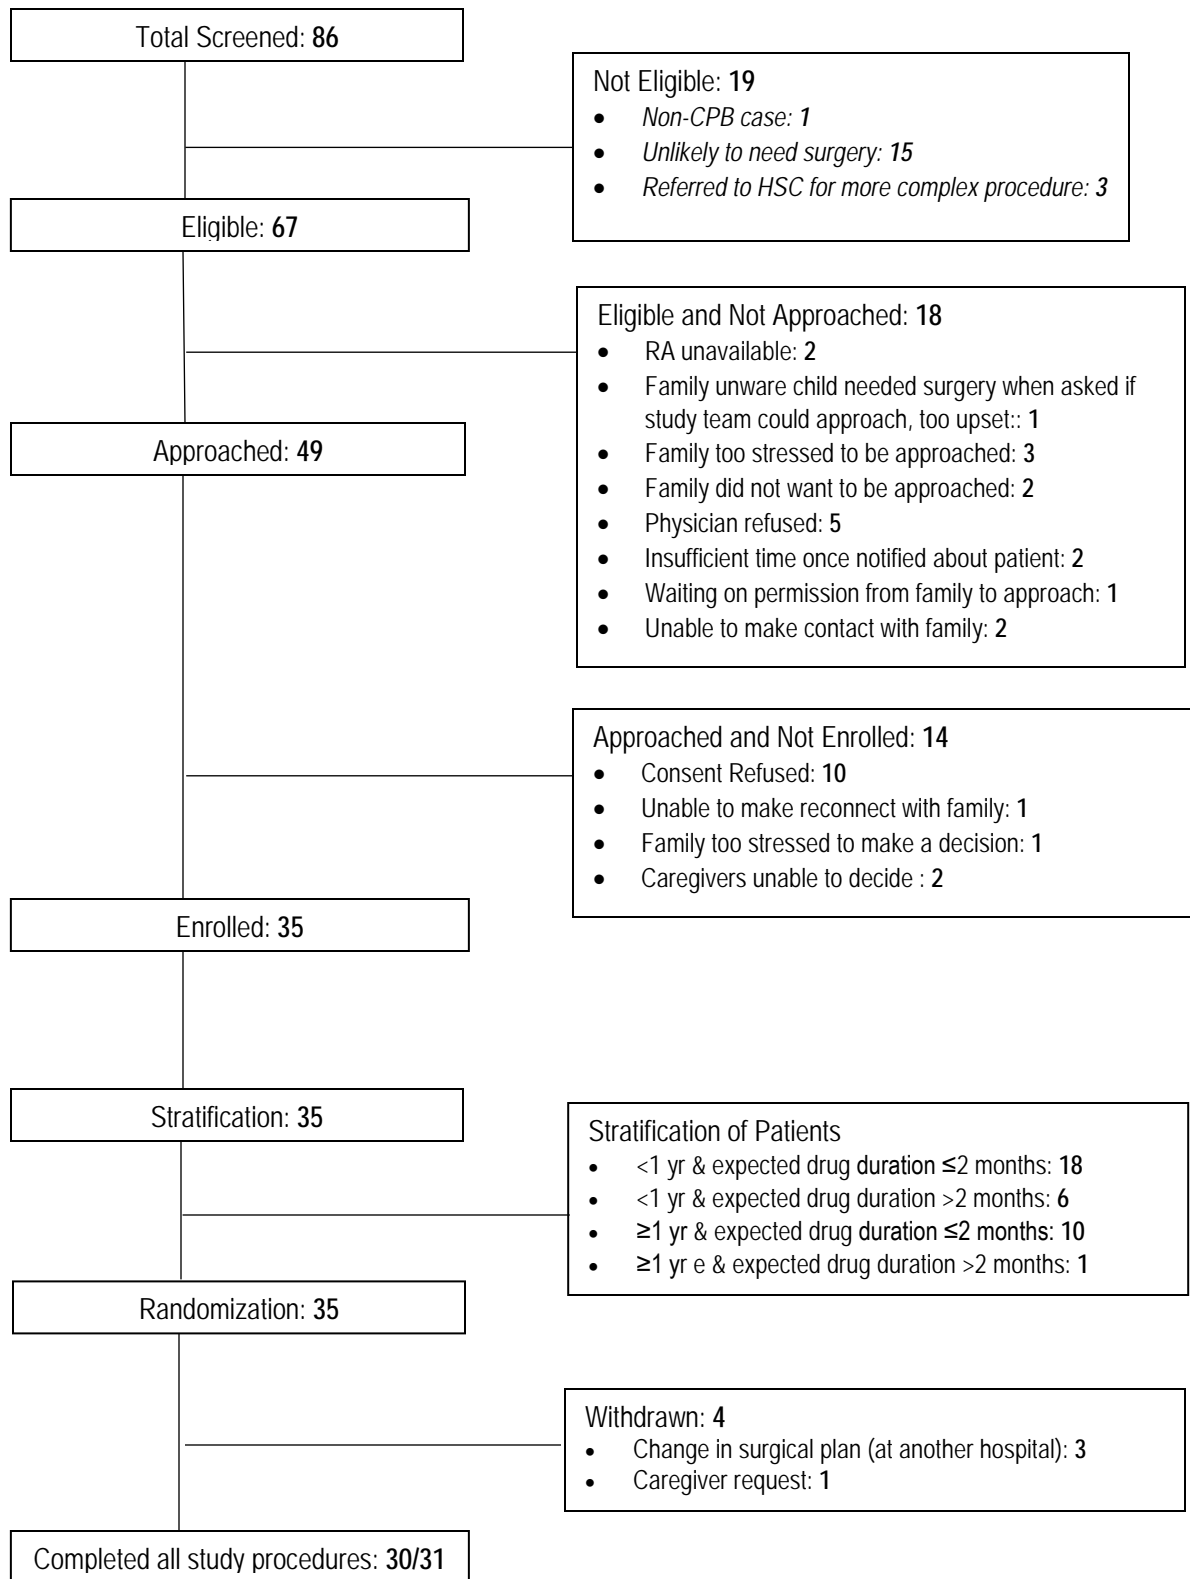 Total Screened: 86
Not Eligible: 19
• Non-CPB case: 1
• Unlikely to need surgery: 15
• Referred to HSC for more complex procedure: 3
Eligible: 67
Eligible and Not Approached: 18
• RA unavailable: 2
• Family unware child needed surgery when asked if
study team could approach, too upset:: 1
• Family too stressed to be approached: 3
• Family did not want to be approached: 2
• Physician refused: 5
• Insufficient time once notified about patient: 2
• Waiting on permission from family to approach: 1
• Unable to make contact with family: 2
Approached: 49
Approached and Not Enrolled: 14
• Consent Refused: 10
• Unable to make reconnect with family: 1
• Family too stressed to make a decision: 1
• Caregivers unable to decide : 2
Enrolled: 35
Stratification: 35
Stratification of Patients
• <1 yr & expected drug duration ≤2 months: 18
• <1 yr & expected drug duration >2 months: 6
• ≥1 yr & expected drug duration ≤2 months: 10
• ≥1 yr e & expected drug duration >2 months: 1
Randomization: 35
Withdrawn: 4
• Change in surgical plan (at another hospital): 3
• Caregiver request: 1
Completed all study procedures: 30/31